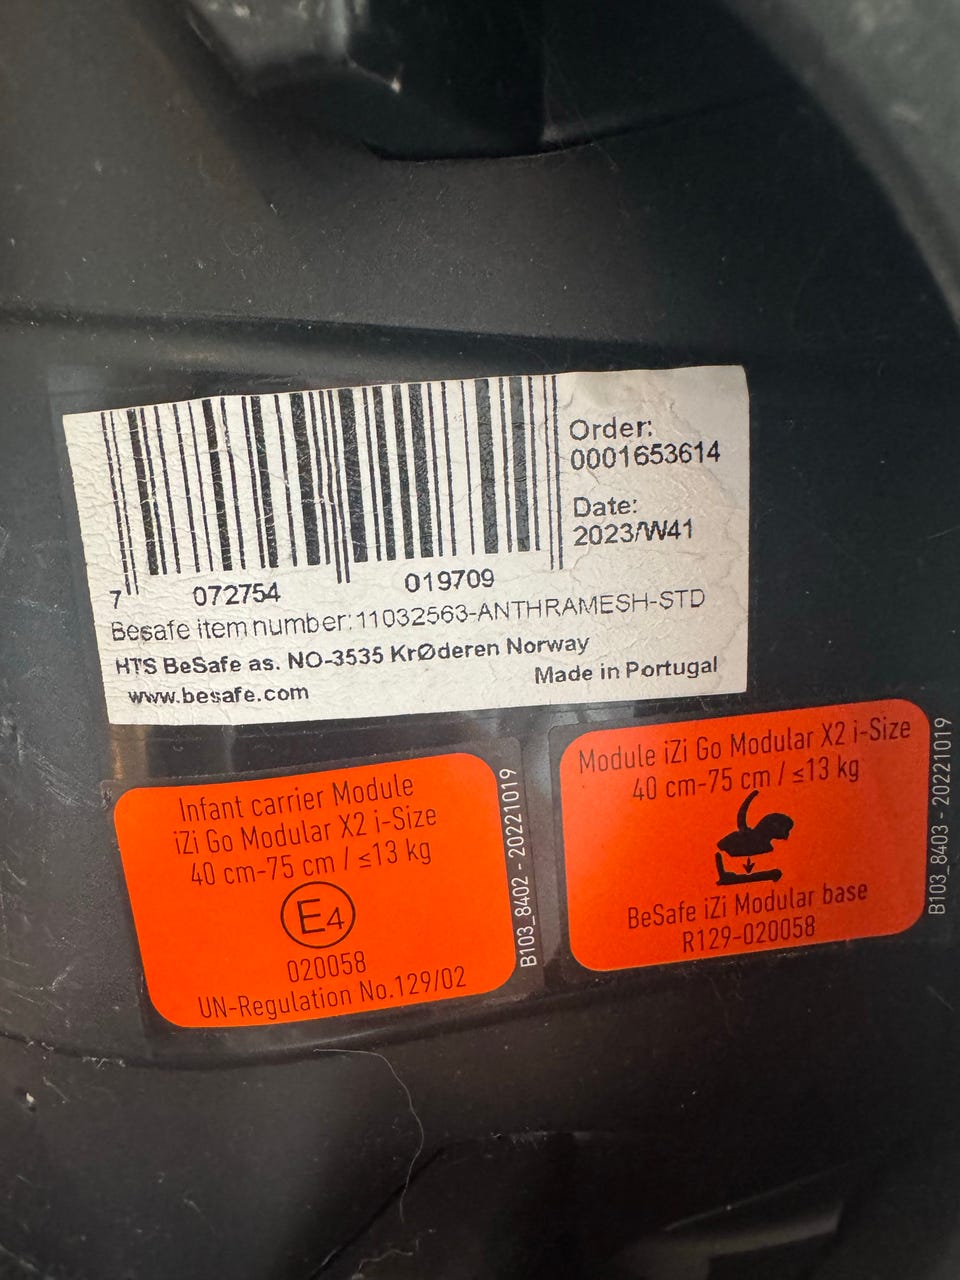 Order:
0001653614
Date:
2023/W41
7 072754 019709
Besafe item number:11032563-ANTHRAMESH-STD
HTS BeSafe as. NO-3535 KrØderen Norway
Made in Portugal
www.besafe.com
Infant carrier Module
iZi Go Modular X2 i-Size
40 cm-75 cm / ≤13 kg
E4
020058
UN-Regulation No.129/02
B103_8402 - 20221019
Module iZi Go Modular X2 i-Size
40 cm-75 cm / ≤13 kg
BeSafe iZi Modular base
R129-020058
B103_8403 - 20221019